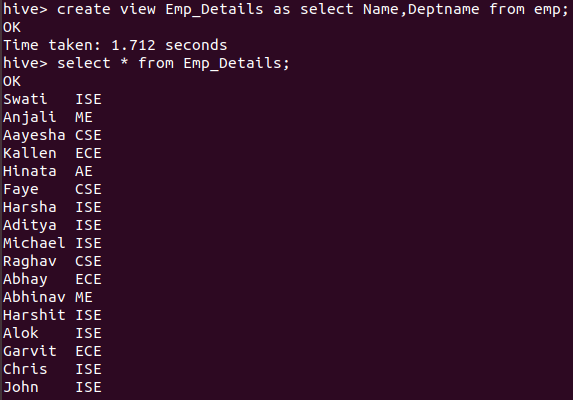 hive> create view Emp_Details as select Name,Deptname from emp;
OK
Time taken: 1.712 seconds
hive> select * from Emp_Details;
OK
Swati   ISE
Anjali  ME
Aayesha CSE
Kallen  ECE
Hinata  AE
Faye    CSE
Harsha  ISE
Aditya  ISE
Michael ISE
Raghav  CSE
Abhay   ECE
Abhinav ME
Harshit ISE
Alok    ISE
Garvit  ECE
Chris   ISE
John    ISE